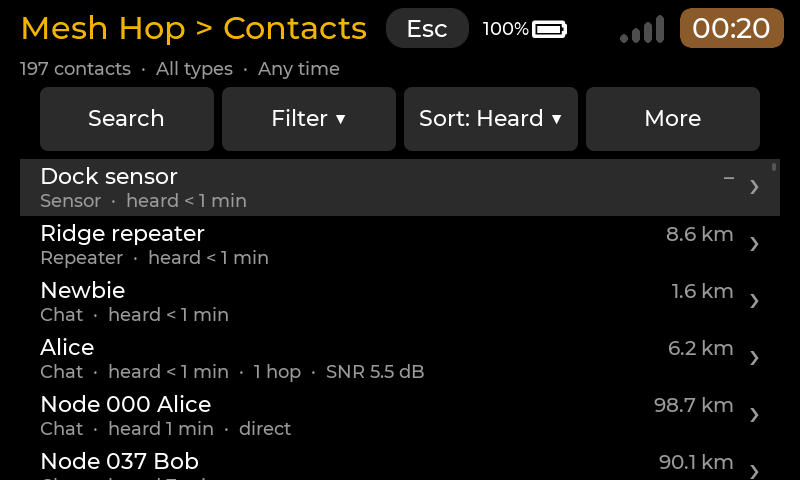 Mesh Hop > Contacts Esc 100% 00:20
197 contacts · All types · Any time
Search Filter ▼ Sort: Heard ▼ More
Dock sensor –
Sensor · heard < 1 min
Ridge repeater 8.6 km
Repeater · heard < 1 min
Newbie 1.6 km
Chat · heard < 1 min
Alice 6.2 km
Chat · heard < 1 min · 1 hop · SNR 5.5 dB
Node 000 Alice 98.7 km
Chat · heard 1 min · direct
Node 037 Bob 90.1 km